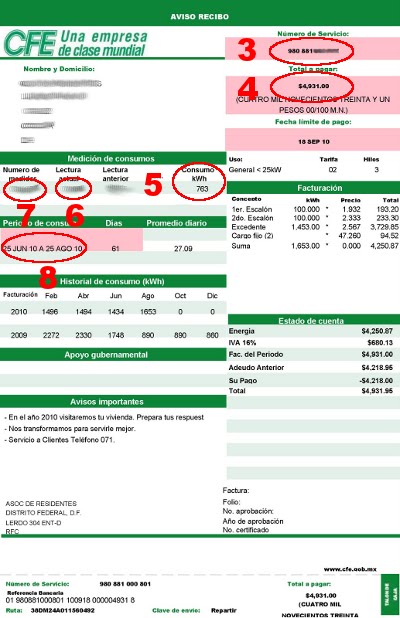 AVISO RECIBO
CFE Una empresa
de clase mundial
Número de Servicio:
3
980 881
Nombre y Domicilio:
Total a pagar:
4
$4,931.00
(CUATRO MIL NOVECIENTOS TREINTA Y UN
PESOS 00/100 M.N.)
Fecha límite de pago:
18 SEP 10
Medición de consumos
Numero de medidor Lectura actual Lectura anterior Consumo kWh
5
763
7 6
Uso: Tarifa Hilos
General < 25kW 02 3
Facturación
Concepto kWh Precio Total
1er. Escalón 100.000 * 1.932 193.20
2do. Escalón 100.000 * 2.333 233.30
Excedente 1,453.00 * 2.567 3,729.85
Cargo fijo (2) * 47.260 94.52
Suma 1,653.00 * 0.000 4,250.87
Periodo de consumo Dias Promedio diario
25 JUN 10 A 25 AGO 10 61 27.09
8
Historial de consumo (kWh)
Facturación Feb Abr Jun Ago Oct Dic
2010 1496 1494 1434 1653 0 0
2009 2272 2330 1748 890 890 860
Apoyo gubernamental
Estado de cuenta
Energía $4,250.87
IVA 16% $680.13
Fac. del Periodo $4,931.00
Adeudo Anterior $4,218.95
Su Pago -$4,218.00
Total $4,931.95
Avisos importantes
- En el año 2010 visitaremos tu vivienda. Prepara tus respuest
- Nos transformamos para servirle mejor.
- Servicio a Clientes Teléfono 071.
ASOC DE RESIDENTES
DISTRITO FEDERAL, D.F.
LERDO 304 ENT-D
RFC
Factura:
Folio:
No. aprobación:
Año de aprobación
No. certificado
www.cfe.gob.mx
Número de Servicio: 980 881 000 801
Total a pagar:
Referencia Bancaria
01 980881000801 100918 000004931 8
$4,931.00
(CUATRO MIL
Ruta: 38DM24A011560492 Clave de envio: Repartir
NOVECIENTOS TREINTA
TALON DE CAJA